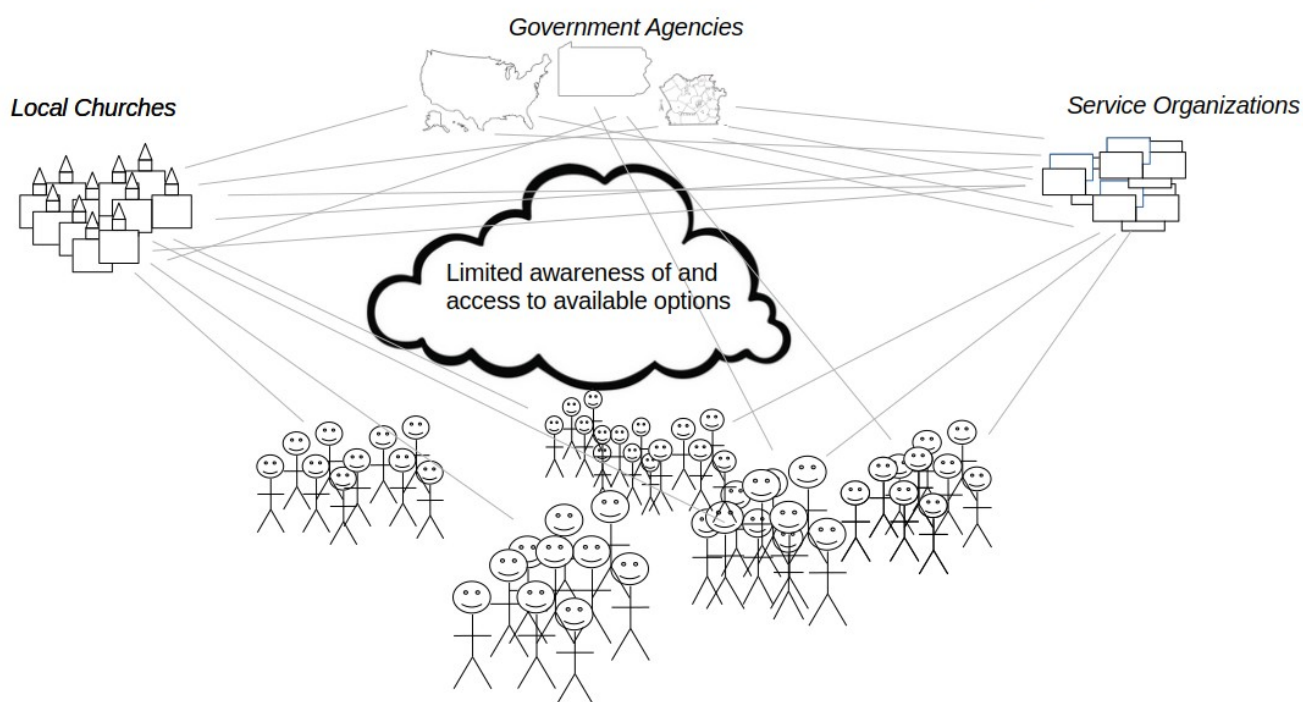 Government Agencies
Local Churches
Service Organizations
Limited awareness of and
access to available options